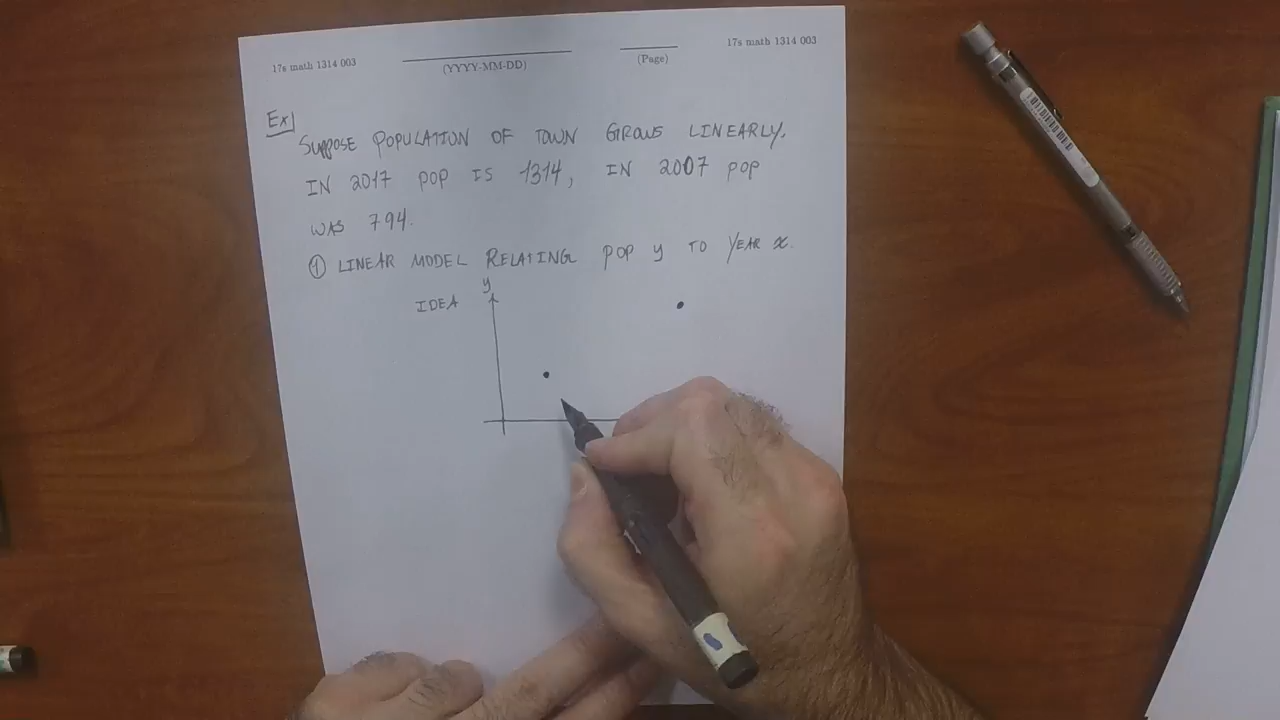 17s math 1314 003
(YYYY-MM-DD)
(Page)
17s math 1314 003
Ex
SUPPOSE POPULATION OF TOWN GROWS LINEARLY.
IN 2017 POP IS 1314, IN 2007 POP
WAS 794.
① LINEAR MODEL RELATING POP y TO YEAR x.
IDEA
y